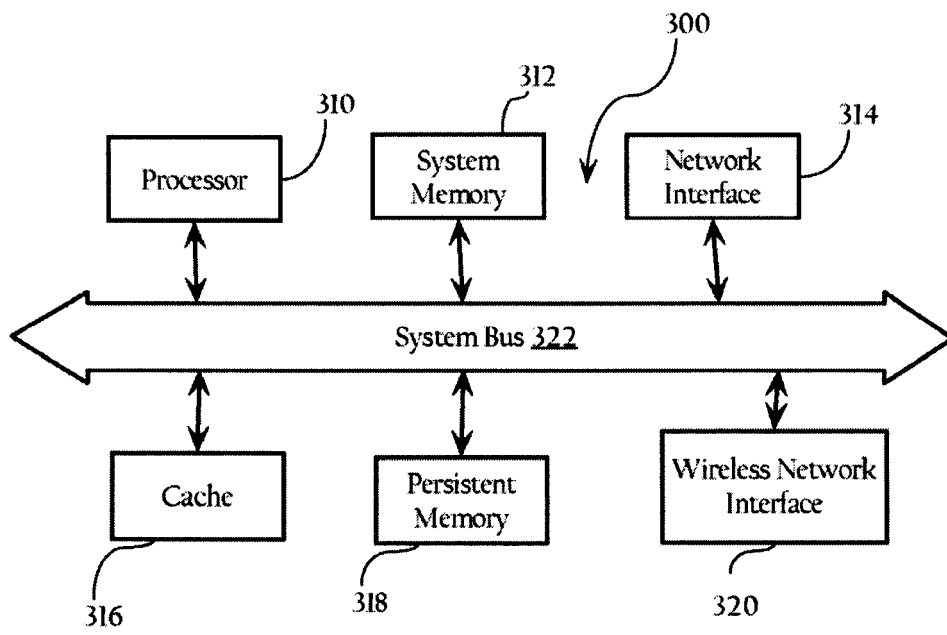 300
312
310
314
Processor
System
Memory
Network
Interface
System Bus 322
Cache
Persistent
Memory
Wireless Network
Interface
316
318
320